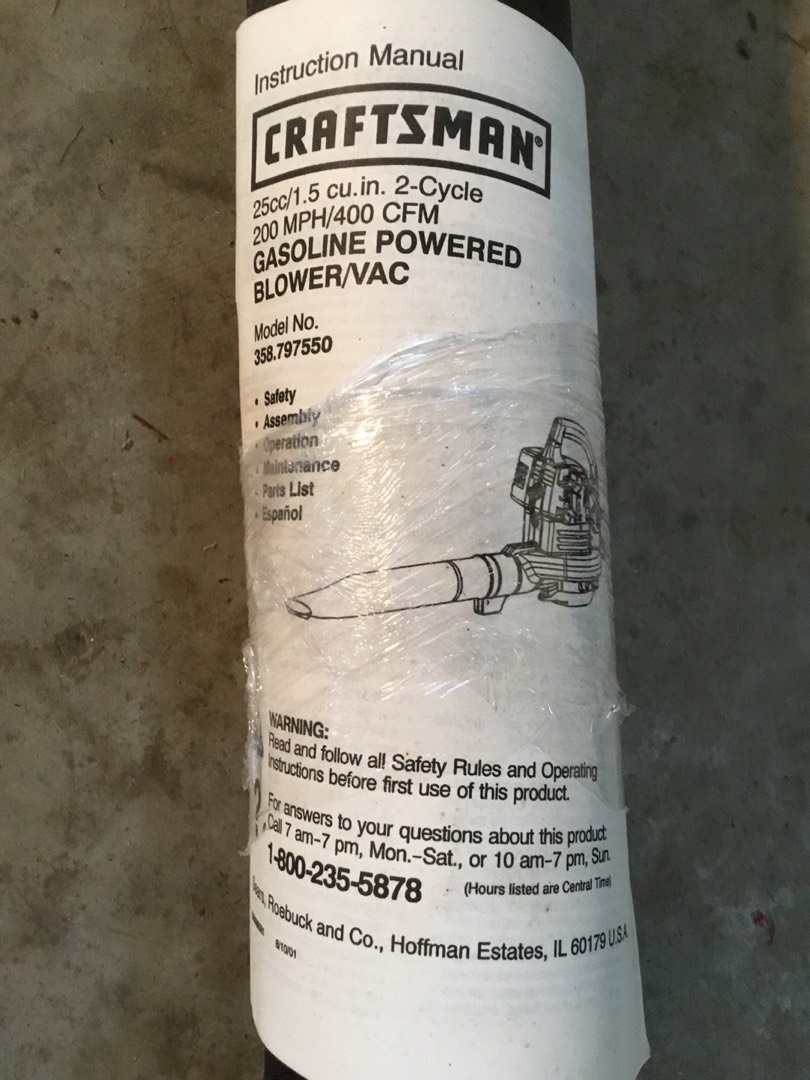 Instruction Manual
CRAFTSMAN®
25cc/1.5 cu.in. 2-Cycle
200 MPH/400 CFM
GASOLINE POWERED
BLOWER/VAC
Model No.
358.797550
• Safety
• Assembly
• Operation
• Maintenance
• Parts List
• Español
WARNING:
Read and follow all Safety Rules and Operating
Instructions before first use of this product.
For answers to your questions about this product:
Call 7 am-7 pm, Mon.-Sat., or 10 am-7 pm, Sun.
1-800-235-5878 (Hours listed are Central Time)
Sears, Roebuck and Co., Hoffman Estates, IL 60179 U.S.A.
8/10/01